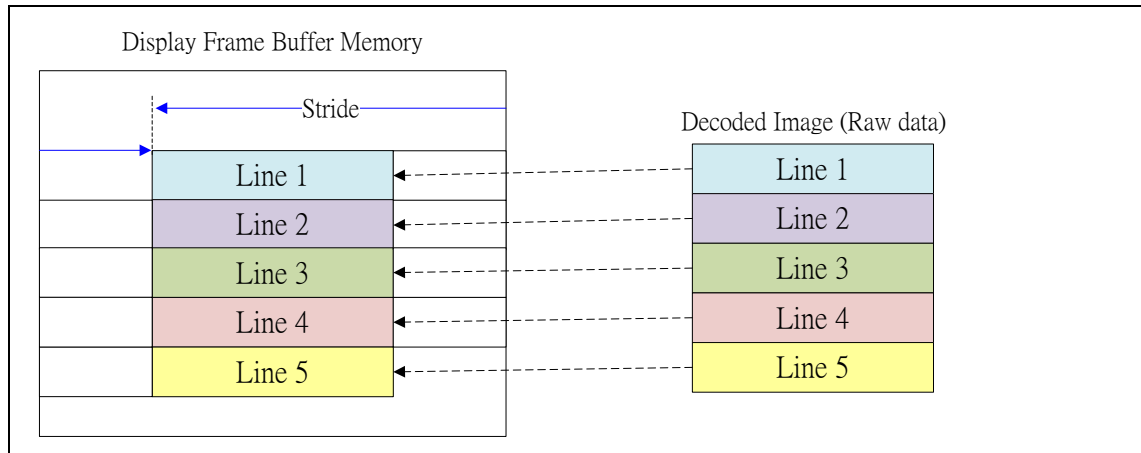 Display Frame Buffer Memory
Stride
Line 1
Line 2
Line 3
Line 4
Line 5
Decoded Image (Raw data)
Line 1
Line 2
Line 3
Line 4
Line 5